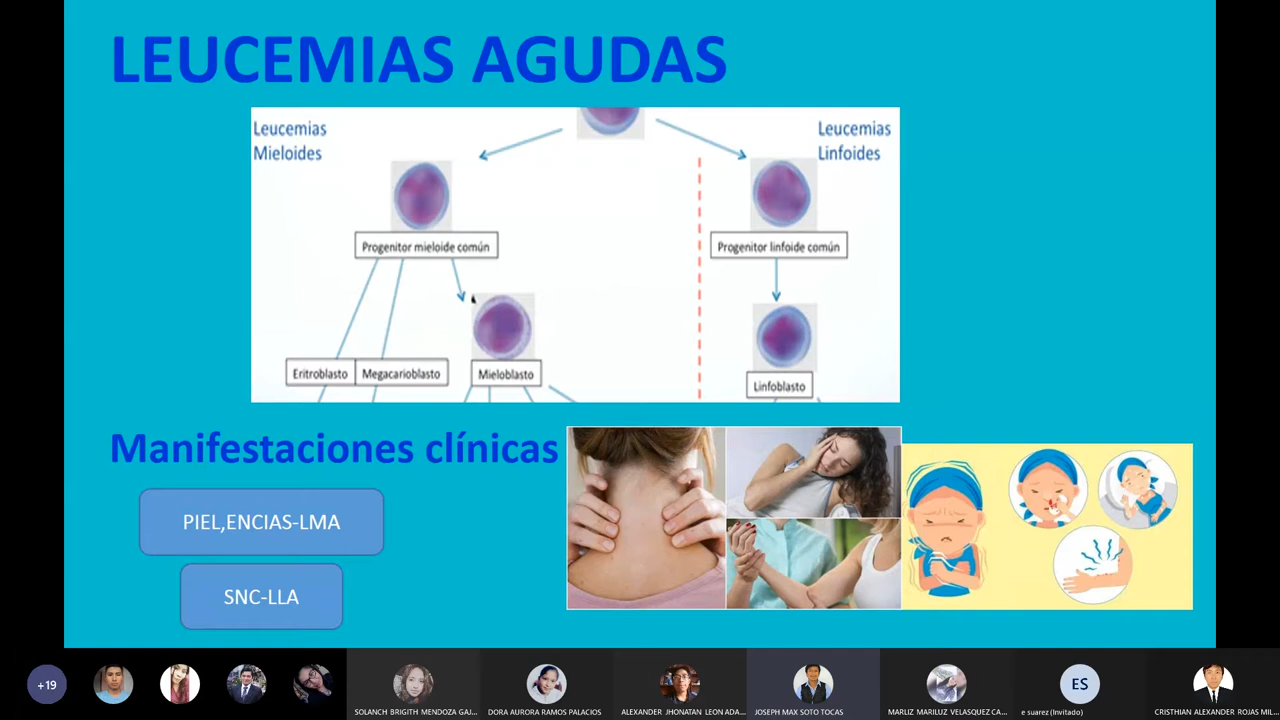 LEUCEMIAS AGUDAS
Leucemias
Mieloides
Leucemias
Linfoides
Progenitor mieloide común
Progenitor linfoide común
Eritroblasto
Megacarioblasto
Mieloblasto
Linfoblasto
Manifestaciones clínicas
PIEL,ENCIAS-LMA
SNC-LLA
+19
ES
SOLANCH BRIGITH MENDOZA GAJ...
DORA AURORA RAMOS PALACIOS
ALEXANDER JHONATAN LEON ADA...
JOSEPH MAX SOTO TOCAS
MARLIZ MARILUZ VELASQUEZ CA...
e suarez (Invitado)
CRISTHIAN ALEXANDER ROJAS MIL...